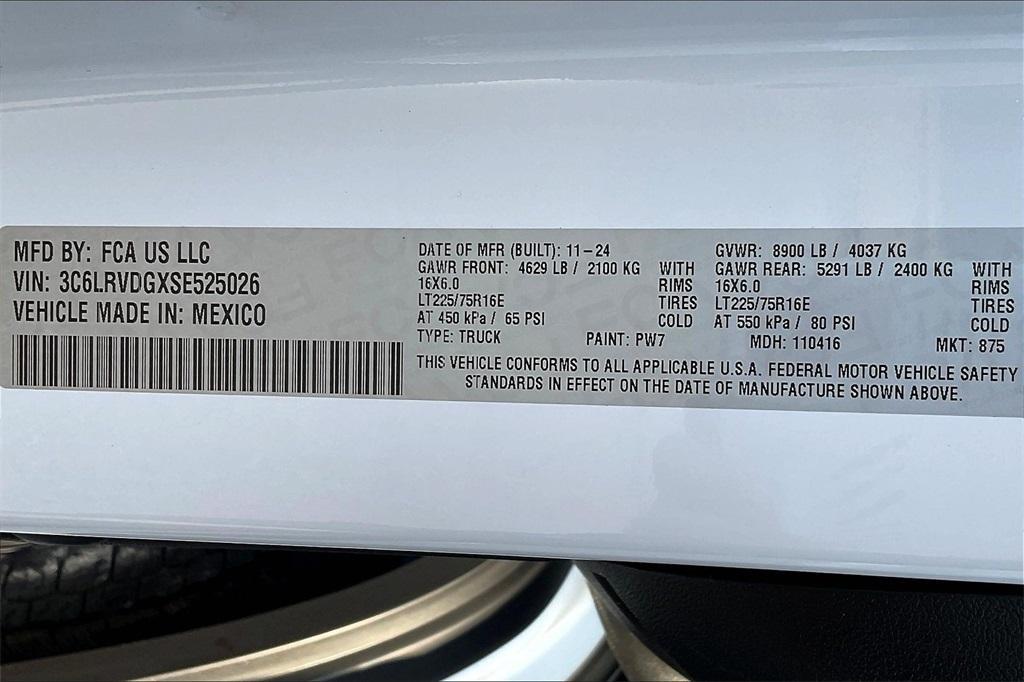 MFD BY: FCA US LLC
VIN: 3C6LRVDGXSE525026
VEHICLE MADE IN: MEXICO
DATE OF MFR (BUILT): 11-24
GAWR FRONT: 4629 LB / 2100 KG WITH
16X6.0 RIMS
LT225/75R16E TIRES
AT 450 kPa / 65 PSI COLD
TYPE: TRUCK PAINT: PW7
GVWR: 8900 LB / 4037 KG
GAWR REAR: 5291 LB / 2400 KG WITH
16X6.0 RIMS
LT225/75R16E TIRES
AT 550 kPa / 80 PSI COLD
MDH: 110416 MKT: 875
THIS VEHICLE CONFORMS TO ALL APPLICABLE U.S.A. FEDERAL MOTOR VEHICLE SAFETY
STANDARDS IN EFFECT ON THE DATE OF MANUFACTURE SHOWN ABOVE.